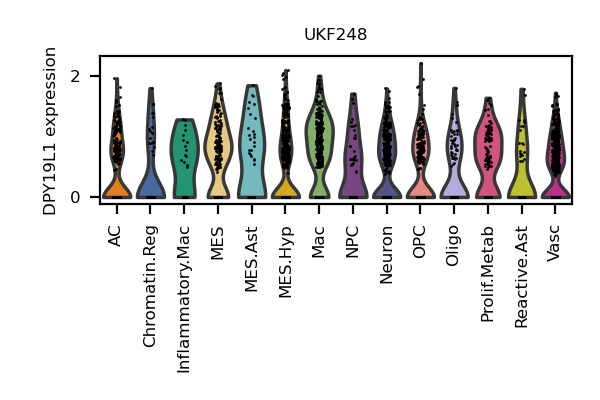 UKF248
DPY19L1 expression
2
0
AC
Chromatin.Reg
Inflammatory.Mac
MES
MES.Ast
MES.Hyp
Mac
NPC
Neuron
OPC
Oligo
Prolif.Metab
Reactive.Ast
Vasc